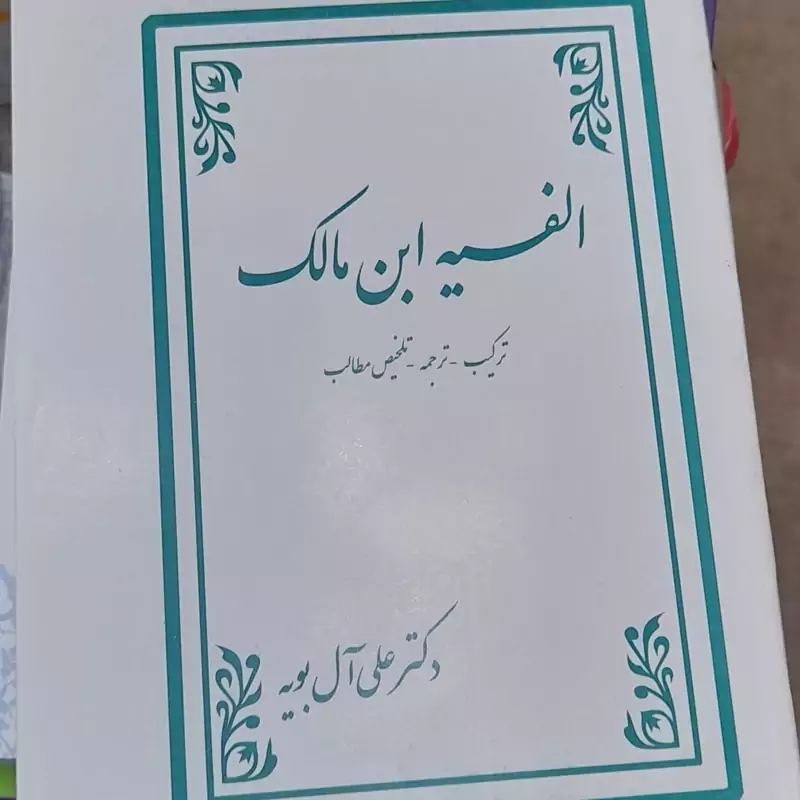 الفیه ابن مالک
ترکیب - ترجمه - تلخیص مطالب
دکتر علی آل بویه